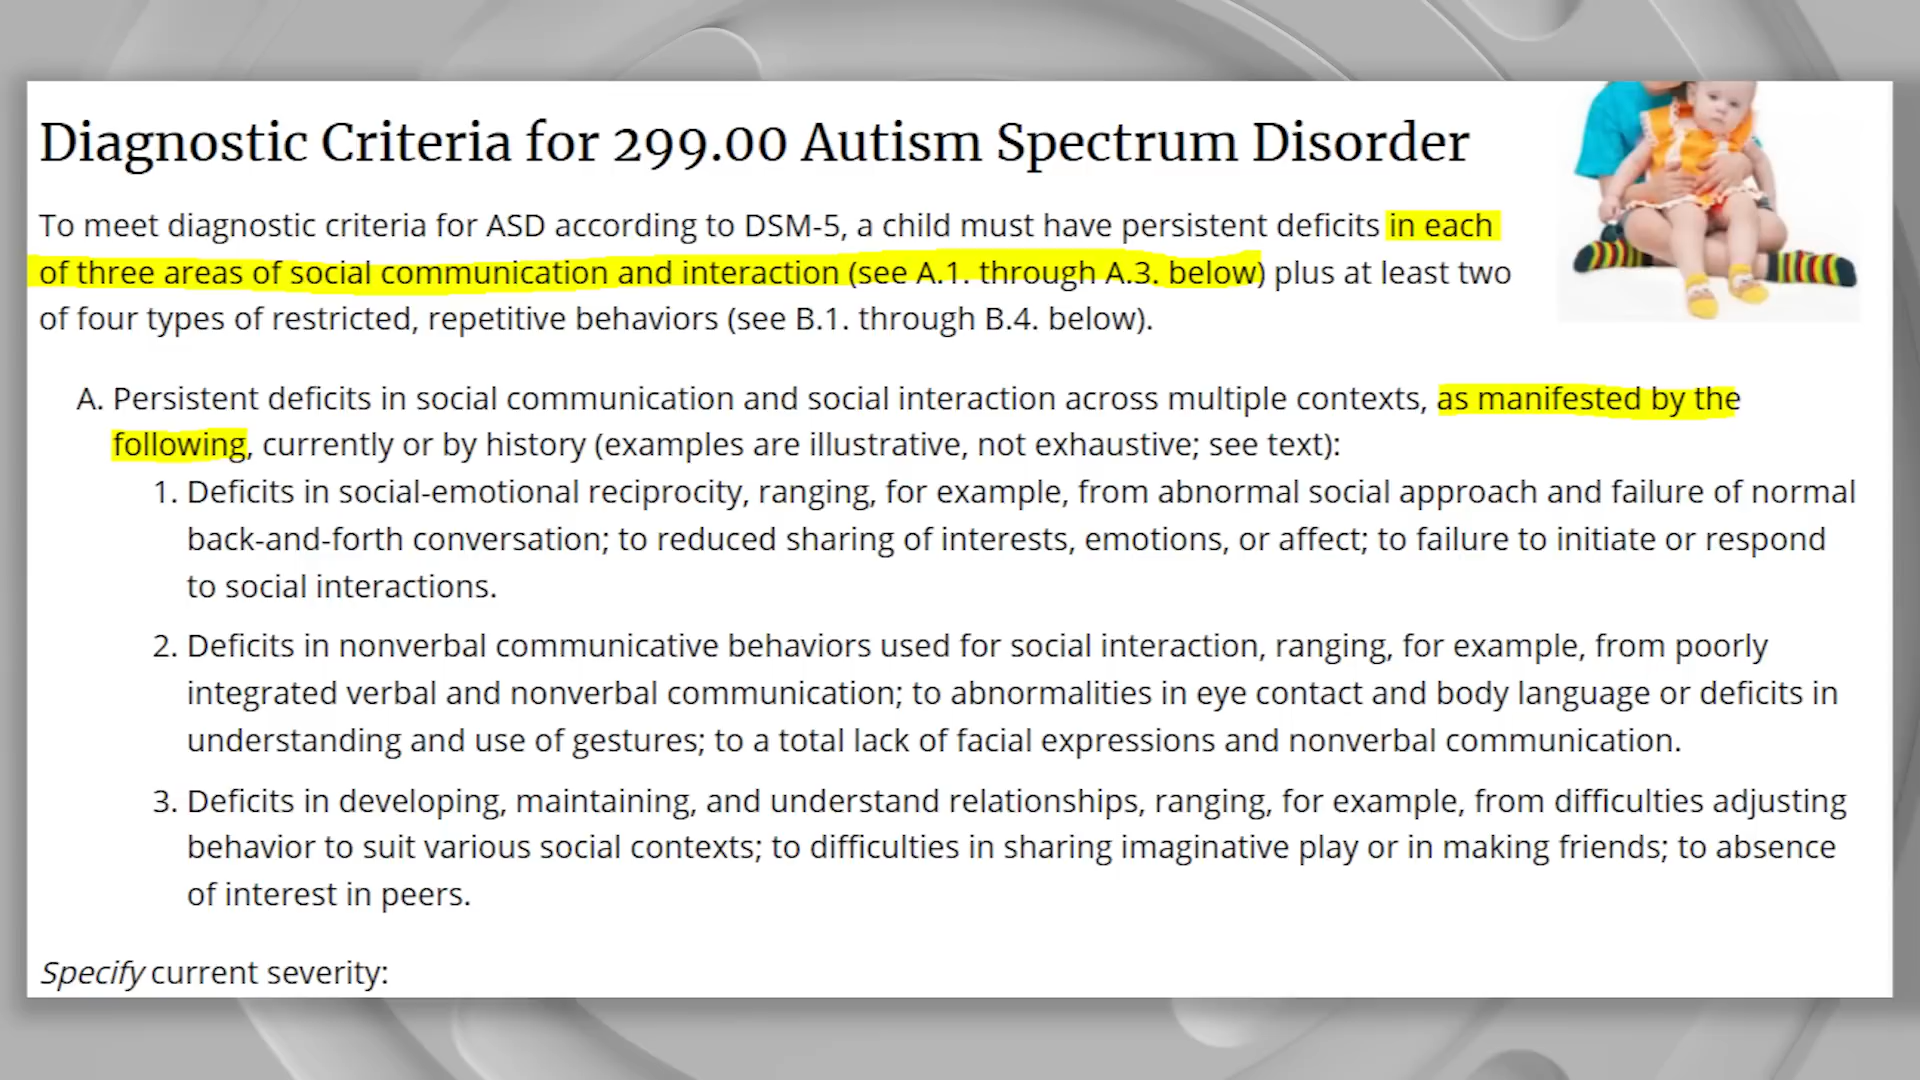 Diagnostic Criteria for 299.00 Autism Spectrum Disorder
To meet diagnostic criteria for ASD according to DSM-5, a child must have persistent deficits in each
of three areas of social communication and interaction (see A.1. through A.3. below) plus at least two
of four types of restricted, repetitive behaviors (see B.1. through B.4. below).
A. Persistent deficits in social communication and social interaction across multiple contexts, as manifested by the
following, currently or by history (examples are illustrative, not exhaustive; see text):
1. Deficits in social-emotional reciprocity, ranging, for example, from abnormal social approach and failure of normal
back-and-forth conversation; to reduced sharing of interests, emotions, or affect; to failure to initiate or respond
to social interactions.
2. Deficits in nonverbal communicative behaviors used for social interaction, ranging, for example, from poorly
integrated verbal and nonverbal communication; to abnormalities in eye contact and body language or deficits in
understanding and use of gestures; to a total lack of facial expressions and nonverbal communication.
3. Deficits in developing, maintaining, and understand relationships, ranging, for example, from difficulties adjusting
behavior to suit various social contexts; to difficulties in sharing imaginative play or in making friends; to absence
of interest in peers.
Specify current severity: